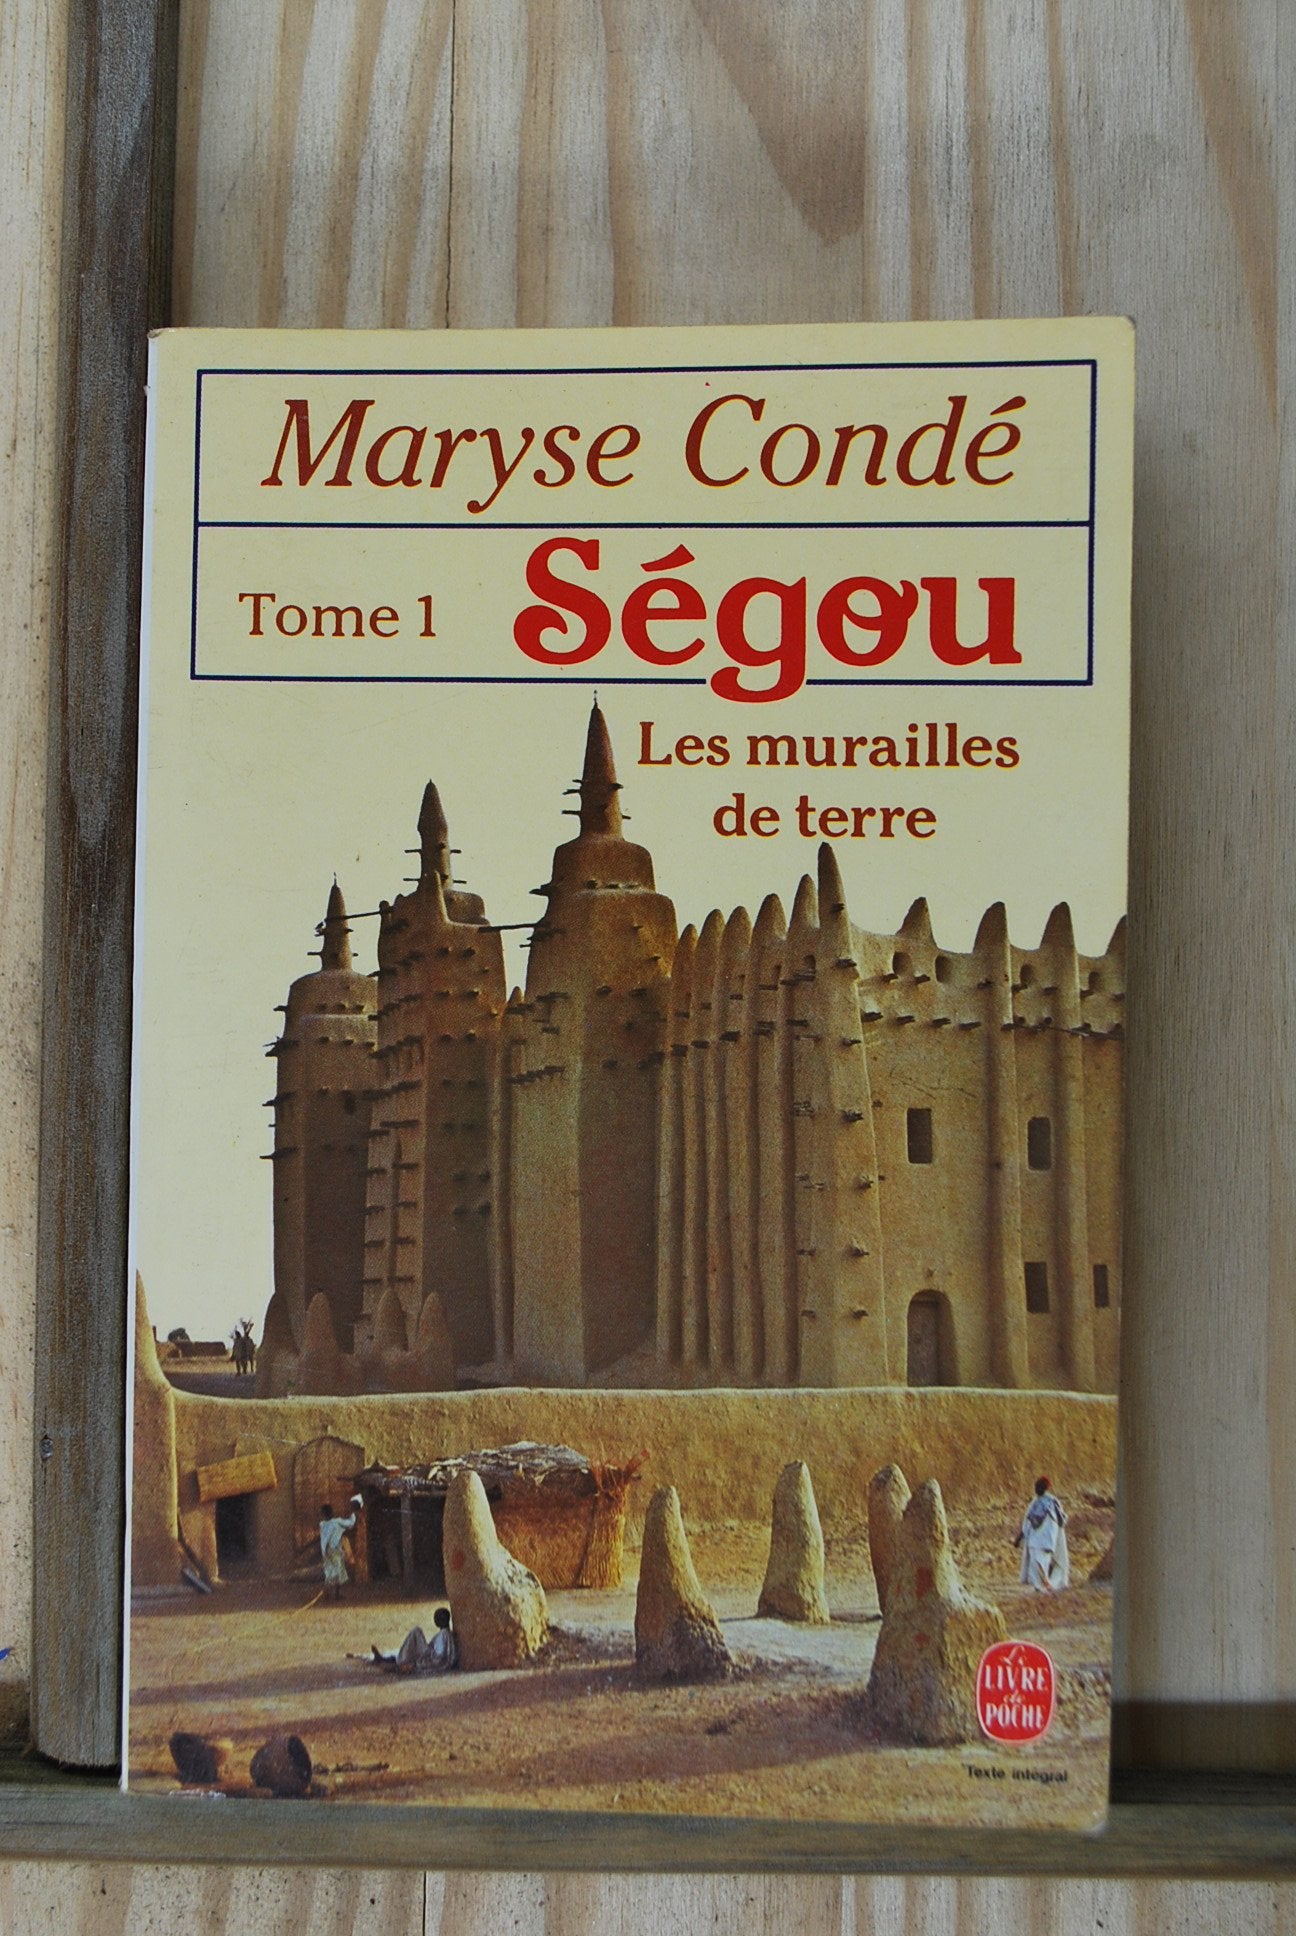 Maryse Condé
Tome 1 Ségou
Les murailles
de terre
Le
LIVRE
de
POCHE
Texte intégral